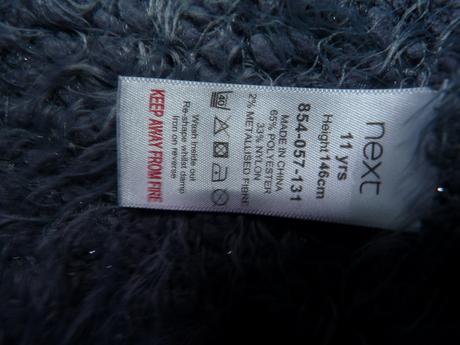 next
11 yrs
Height 146cm
854-057-131
MADE IN CHINA
65% POLYESTER
33% NYLON
2% METALLISED FIBRE
40
Wash inside out
Re-shape whilst damp
Iron on reverse
KEEP AWAY FROM FIRE